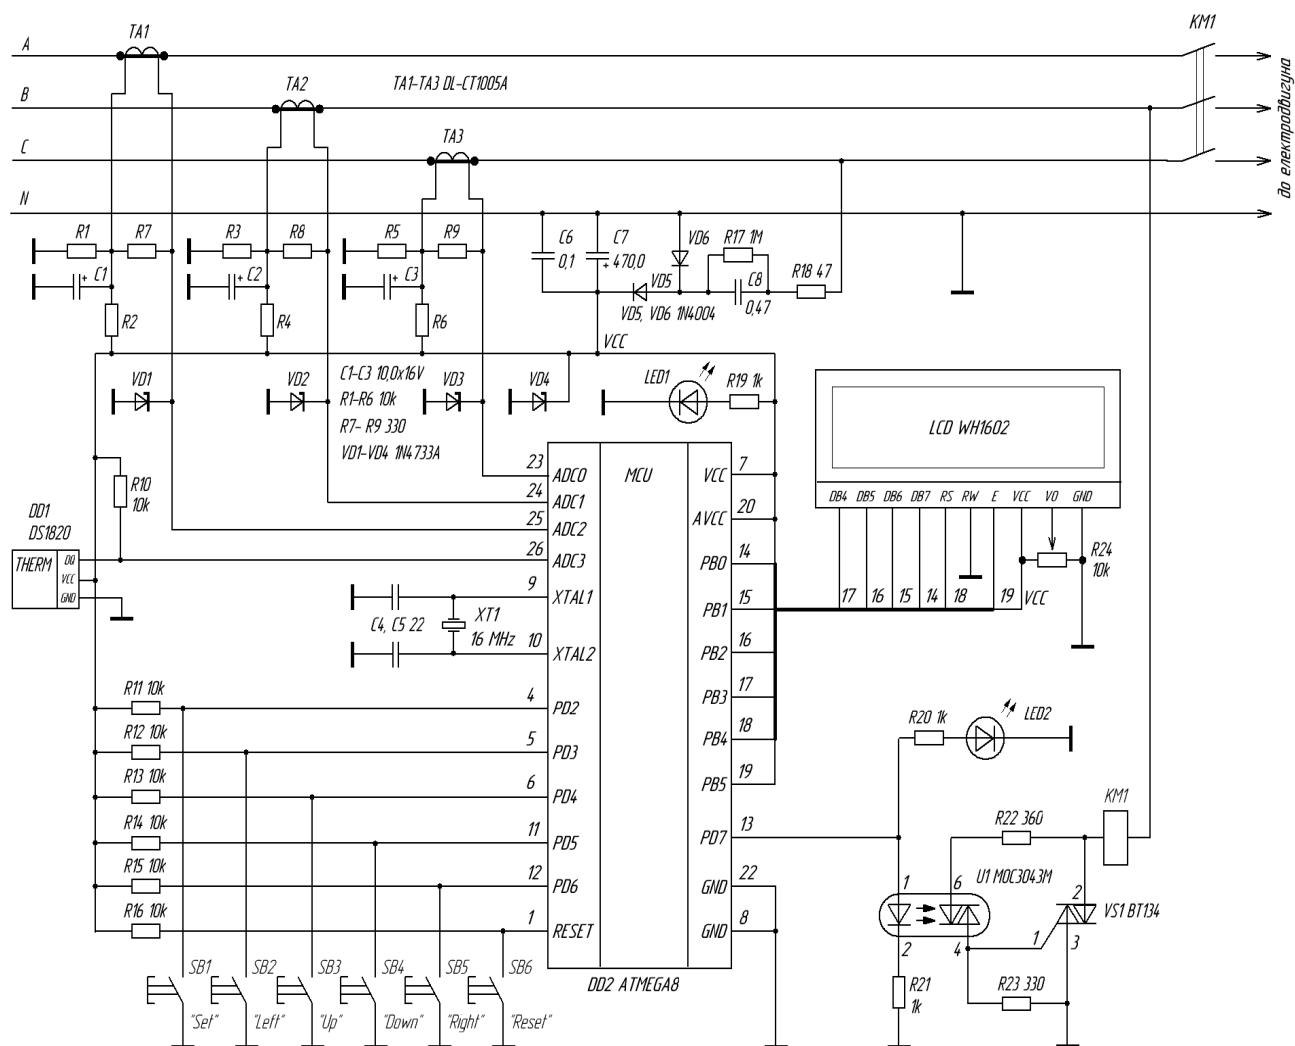 TA1
KM1
A
TA2
TA1-TA3 DL-CT1005A
B
TA3
C
до електродвигуна
N
R1
R7
R3
R8
R5
R9
C6
0,1
C7
+ 470,0
VD6
R17 1M
+ C1
+ C2
+ C3
VD5
C8
0,47
R18 47
VD5, VD6 1N4004
R2
R4
R6
VCC
VD1
VD2
C1-C3 10,0x16V
R1-R6 10k
R7- R9 330
VD1-VD4 1N4733A
VD3
VD4
LED1
R19 1k
LCD WH1602
DB4 DB5 DB6 DB7 RS RW E VCC VO GND
R24
10k
17 16 15 14 18 19 VCC
R10
10k
DD1
DS1820
THERM
DQ
VCC
GND
MCU
23 ADC0
24 ADC1
25 ADC2
26 ADC3
9 XTAL1
10 XTAL2
C4, C5 22
XT1
16 MHz
4 PD2
5 PD3
6 PD4
11 PD5
12 PD6
1 RESET
VCC 7
AVCC 20
PB0 14
PB1 15
PB2 16
PB3 17
PB4 18
PB5 19
PD7 13
GND 22
GND 8
DD2 ATMEGA8
R11 10k
R12 10k
R13 10k
R14 10k
R15 10k
R16 10k
SB1
SB2
SB3
SB4
SB5
SB6
"Set"
"Left"
"Up"
"Down"
"Right"
"Reset"
R20 1k
LED2
KM1
R22 360
U1 MOC3043M
1
6
2
4
2
1
3
VS1 BT134
R21
1k
R23 330